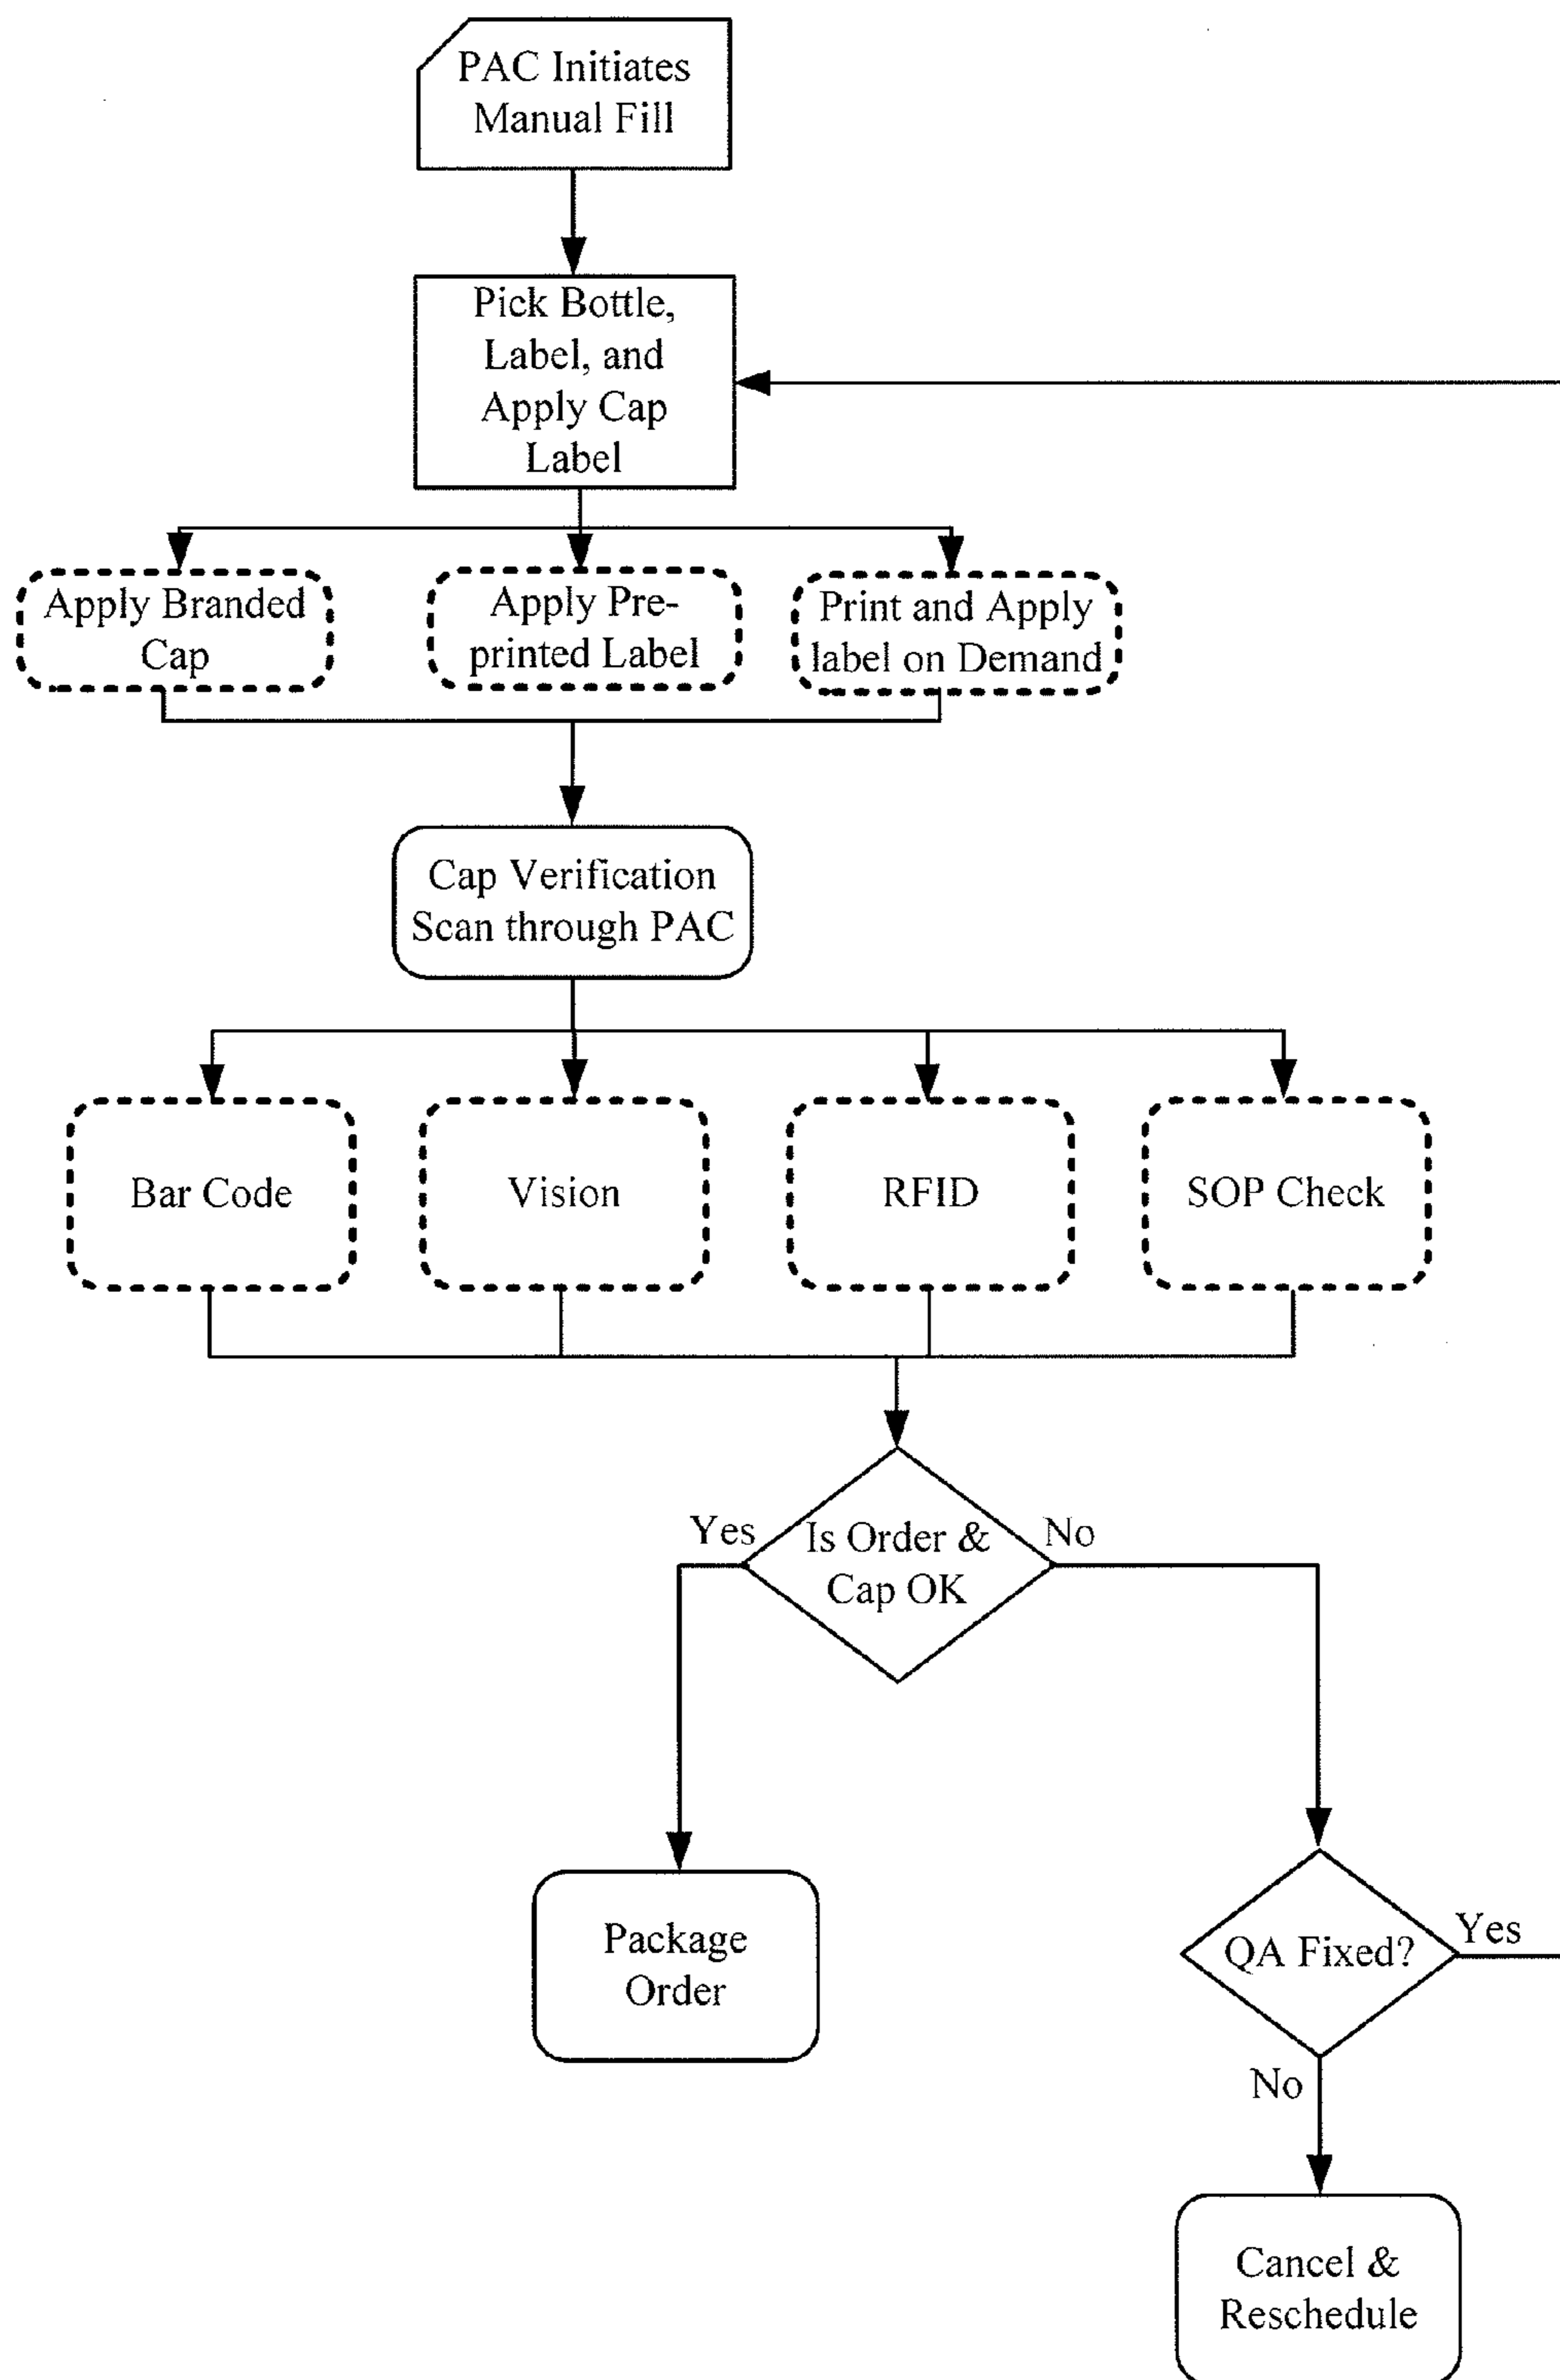 PAC Initiates
Manual Fill
Pick Bottle,
Label, and
Apply Cap
Label
Apply Branded
Cap
Apply Pre-
printed Label
Print and Apply
label on Demand
Cap Verification
Scan through PAC
Bar Code
Vision
RFID
SOP Check
Yes
Is Order &
Cap OK
No
Package
Order
QA Fixed?
Yes
No
Cancel &
Reschedule